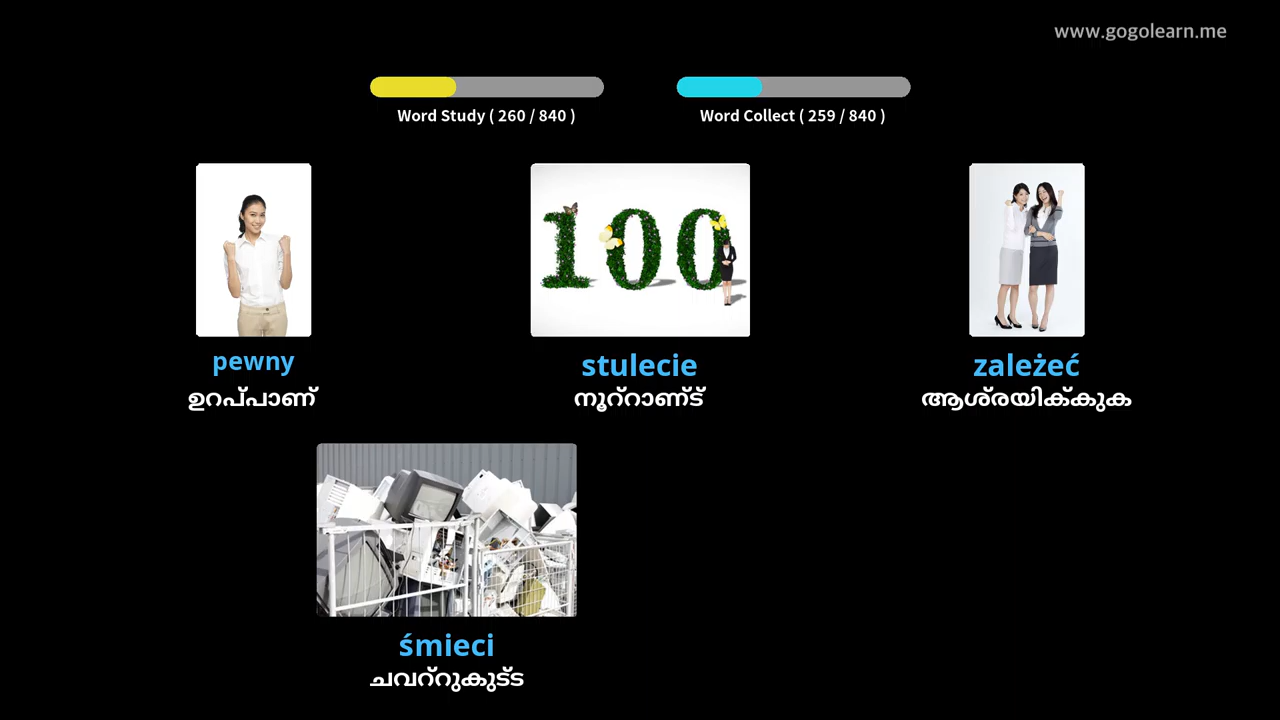 www.gogolearn.me
Word Study ( 260 / 840 )
Word Collect ( 259 / 840 )
100
pewny
ഉറപ്പാണ്
stulecie
നൂറ്റാണ്ട്
zależeć
ആശ്രയിക്കുക
śmieci
ചവറ്റുകുട്ട